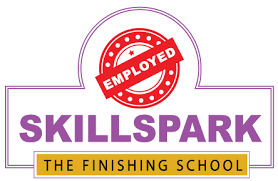 EMPLOYED
SKILLSPARK
THE FINISHING SCHOOL